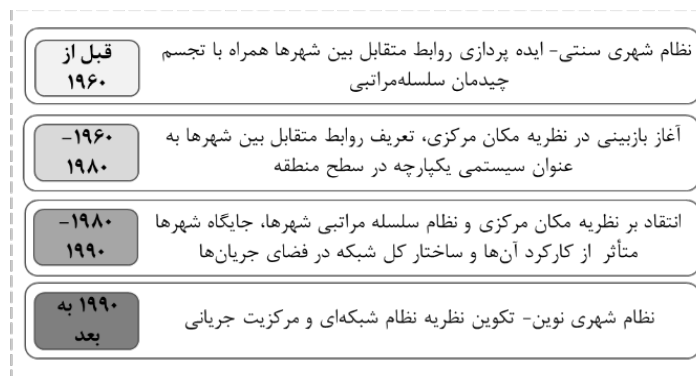 نظام شهری سنتی- ایده پردازی روابط متقابل بین شهرها همراه با تجسم
چیدمان سلسله‌مراتبی
قبل از
۱۹۶۰
آغاز بازبینی در نظریه مکان مرکزی، تعریف روابط متقابل بین شهرها به
عنوان سیستمی یکپارچه در سطح منطقه
۱۹۶۰–
۱۹۸۰
انتقاد بر نظریه مکان مرکزی و نظام سلسله مراتبی شهرها، جایگاه شهرها
متأثر از کارکرد آن‌ها و ساختار کل شبکه در فضای جریان‌ها
۱۹۸۰–
۱۹۹۰
نظام شهری نوین- تکوین نظریه نظام شبکه‌ای و مرکزیت جریانی
۱۹۹۰ به
بعد